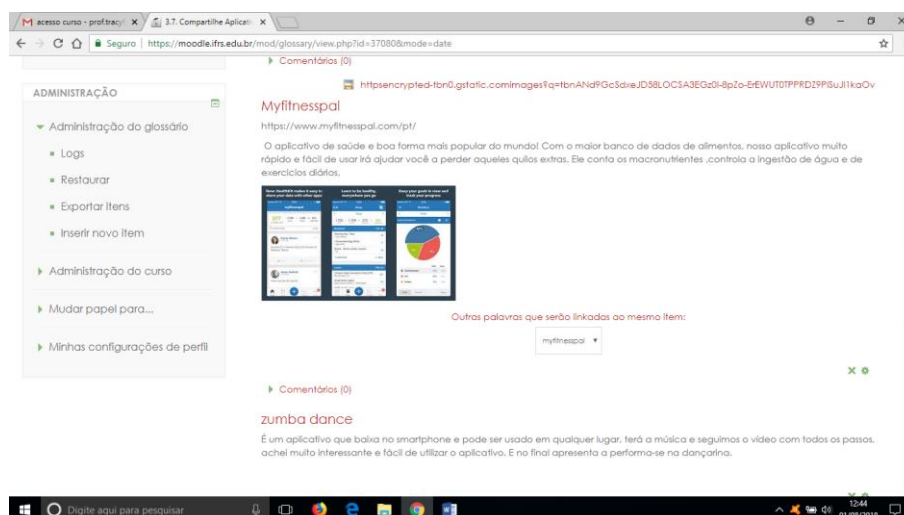 acesso curso - prof.tracy
3.7. Compartilhe Aplicati
Seguro | https://moodle.ifrs.edu.br/mod/glossary/view.php?id=37080&mode=date
Comentários (0)
ADMINISTRAÇÃO
Administração do glossário
Logs
Restaurar
Exportar itens
Inserir novo item
Administração do curso
Mudar papel para...
Minhas configurações de perfil
Myfitnesspal
https://www.myfitnesspal.com/pt/
O aplicativo de saúde e boa forma mais popular do mundo! Com o maior banco de dados de alimentos, nosso aplicativo muito
rápido e fácil de usar irá ajudar você a perder aqueles quilos extras. Ele conta os macronutrientes ,controla a ingestão de água e de
exercicios diários.
Outras palavras que serão linkadas ao mesmo item:
myfitnesspal
Comentários (0)
zumba dance
É um aplicativo que baixa no smartphone e pode ser usado em qualquer lugar, terá a música e seguimos o vídeo com todos os passos,
achei muito interessante e fácil de utilizar o aplicativo. E no final apresenta a performa-se na dançarina.
Digite aqui para pesquisar
12:44
01/08/2018